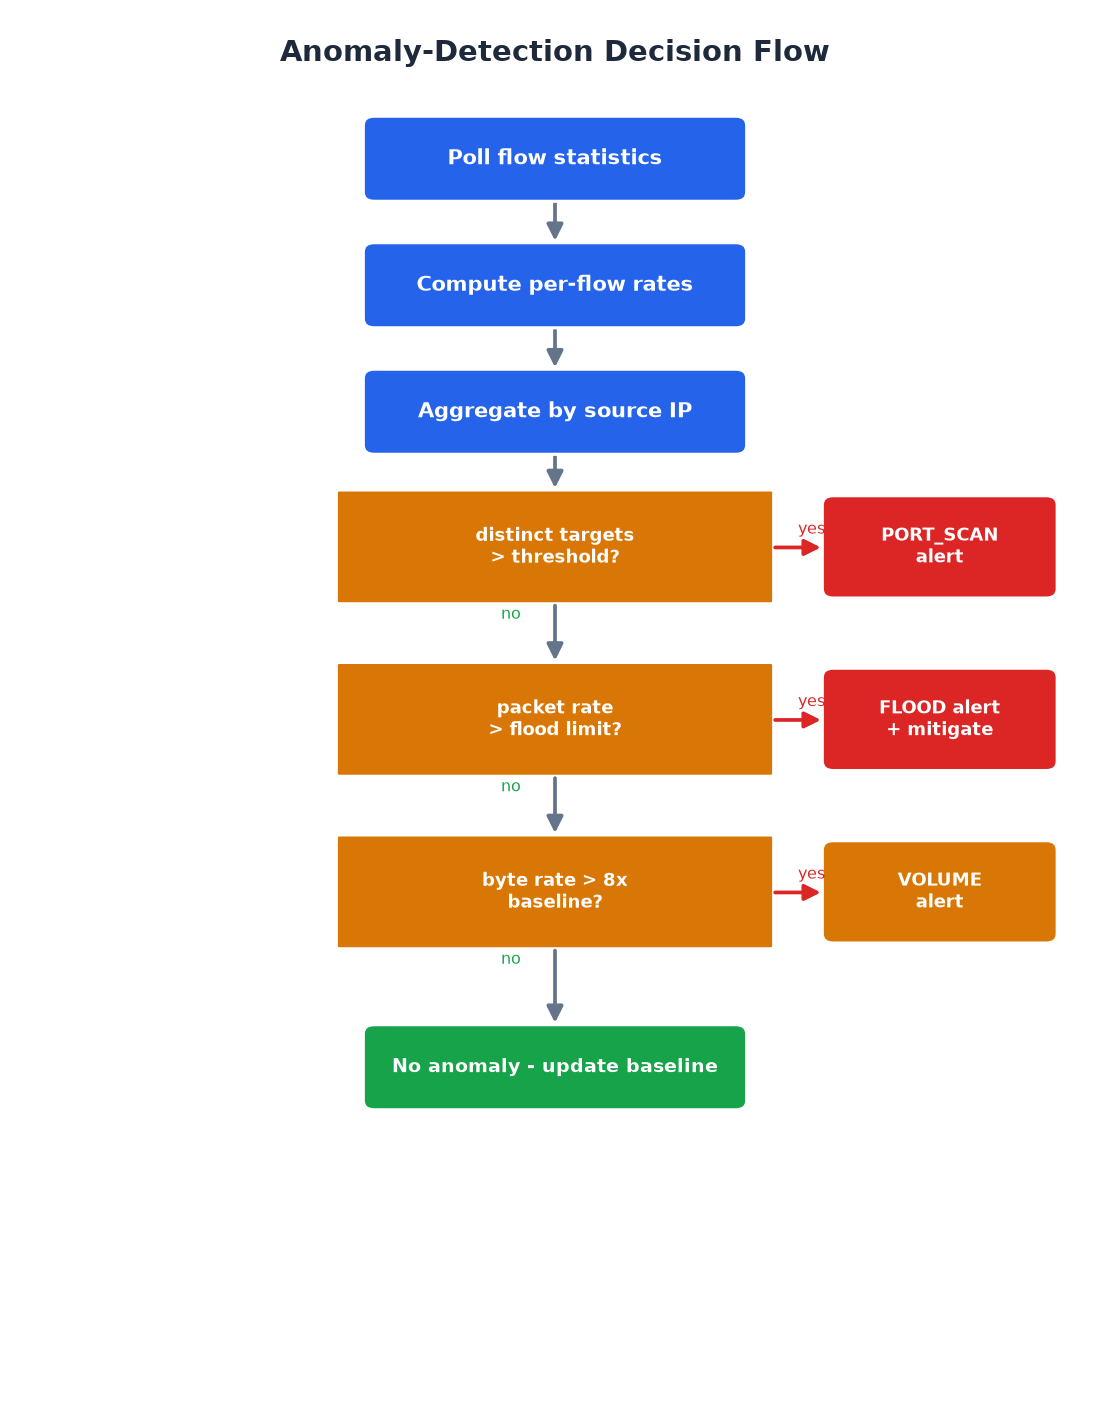 Anomaly-Detection Decision Flow
Poll flow statistics
Compute per-flow rates
Aggregate by source IP
distinct targets
> threshold?
yes
PORT_SCAN
alert
no
packet rate
> flood limit?
yes
FLOOD alert
+ mitigate
no
byte rate > 8x
baseline?
yes
VOLUME
alert
no
No anomaly - update baseline